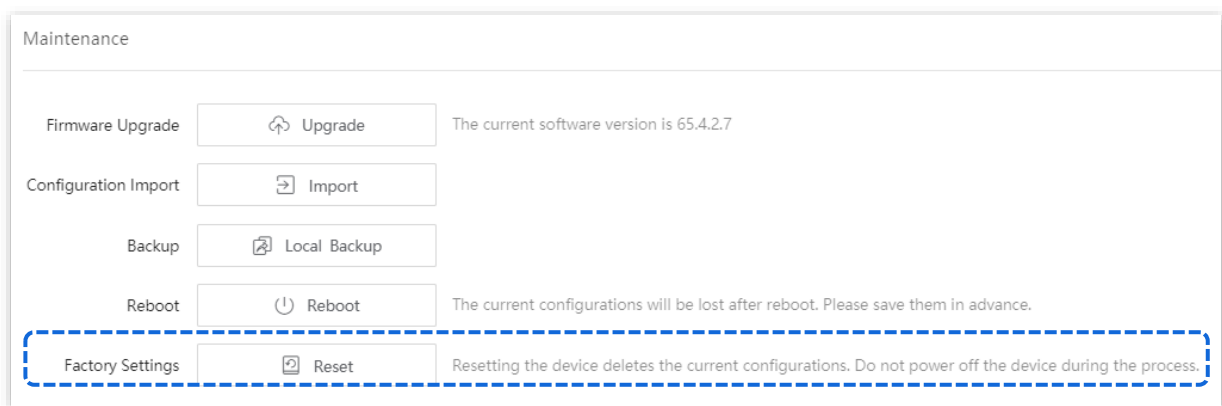 Maintenance
Firmware Upgrade Upgrade The current software version is 65.4.2.7
Configuration Import Import
Backup Local Backup
Reboot Reboot The current configurations will be lost after reboot. Please save them in advance.
Factory Settings Reset Resetting the device deletes the current configurations. Do not power off the device during the process.